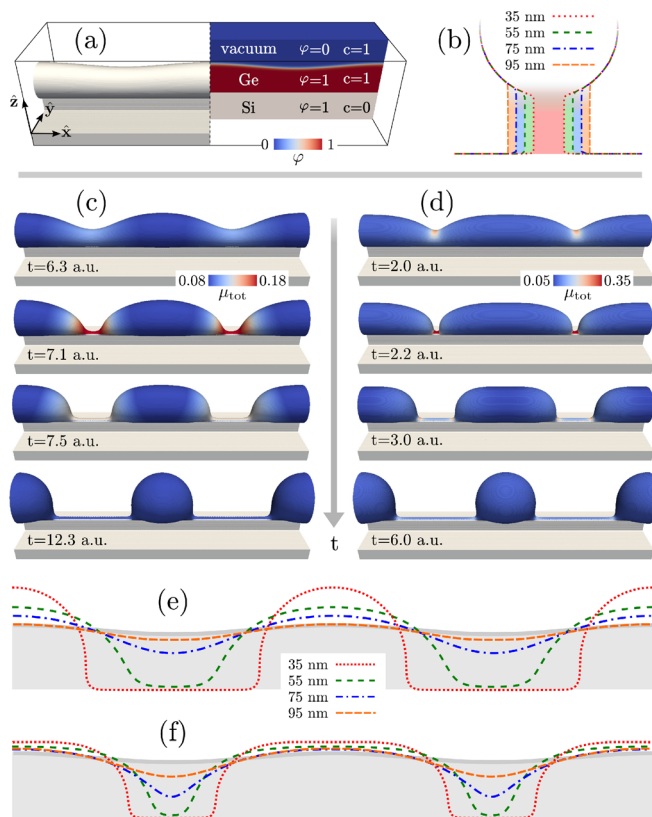 (a)
vacuum φ=0 c=1
Ge φ=1 c=1
Si φ=1 c=0
ẑ
ŷ
x̂
0 1
φ
(b)
35 nm
55 nm
75 nm
95 nm
(c)
t=6.3 a.u.
0.08 0.18
μtot
t=7.1 a.u.
t=7.5 a.u.
t=12.3 a.u.
t
(d)
t=2.0 a.u.
0.05 0.35
μtot
t=2.2 a.u.
t=3.0 a.u.
t=6.0 a.u.
(e)
35 nm
55 nm
75 nm
95 nm
(f)